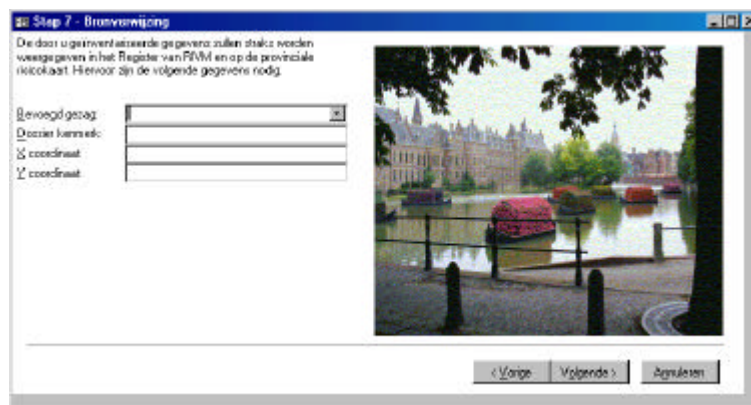 Stap 7 - Bronverwijzing
De door u geïnventariseerde gegevens zullen straks worden
weergegeven in het Register van RIVM en op de provinciale
risicokaart. Hiervoor zijn de volgende gegevens nodig:
Bevoegd gezag:
Dossier kenmerk:
X coordinaat
Y coordinaat
< Vorige Volgende > Annuleren